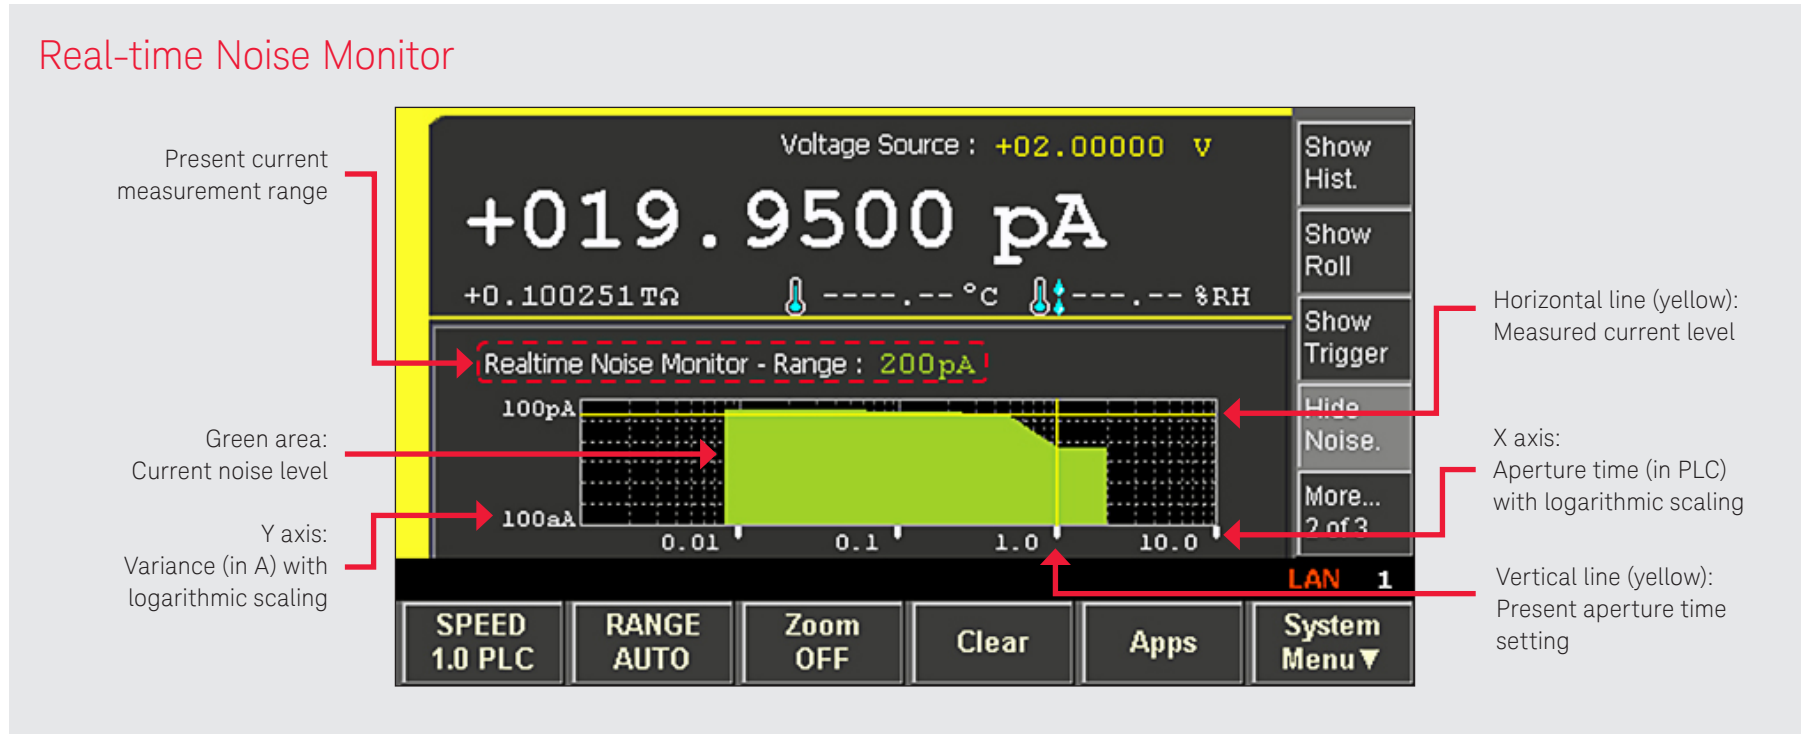 Real-time Noise Monitor
Present current
measurement range
Green area:
Current noise level
Y axis:
Variance (in A) with
logarithmic scaling
Voltage Source : +02.00000 V
+019.9500 pA
+0.100251TΩ
----.--°C
---.--%RH
Realtime Noise Monitor - Range : 200pA
100pA
100aA
0.01
0.1
1.0
10.0
Show
Hist.
Show
Roll
Show
Trigger
Hide
Noise.
More...
2 of 3
LAN 1
SPEED
1.0 PLC
RANGE
AUTO
Zoom
OFF
Clear
Apps
System
Menu▼
Horizontal line (yellow):
Measured current level
X axis:
Aperture time (in PLC)
with logarithmic scaling
Vertical line (yellow):
Present aperture time
setting